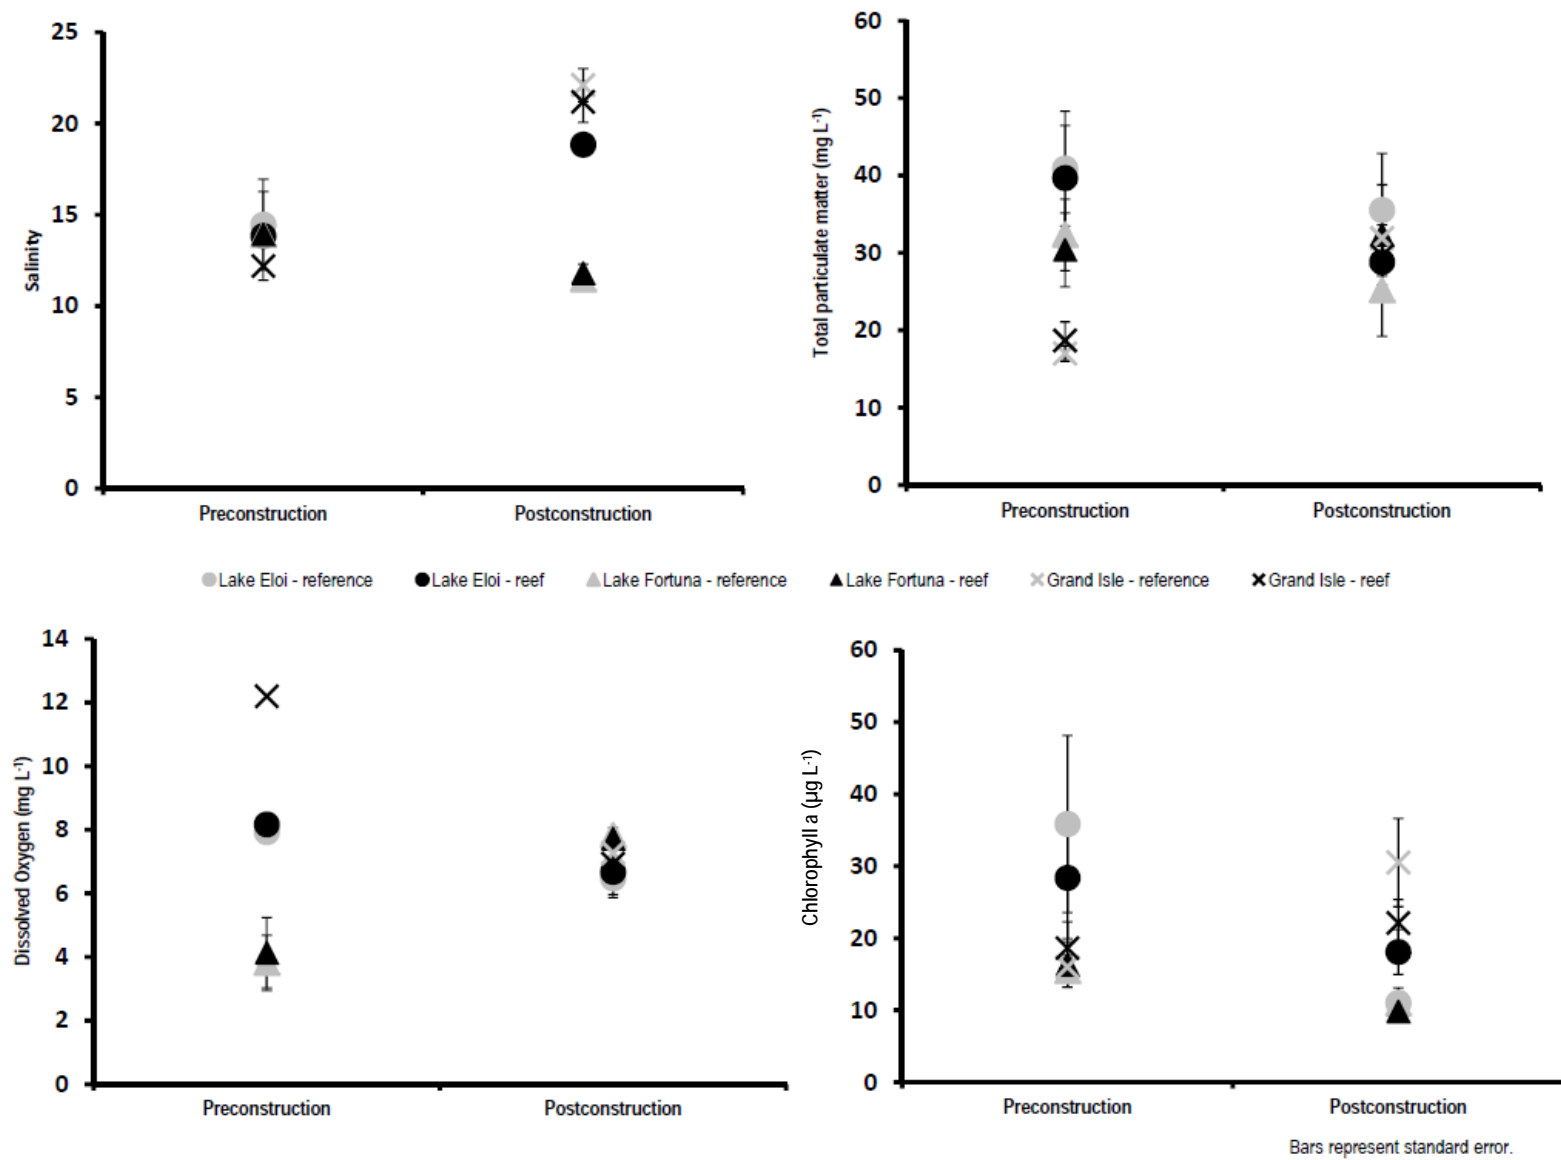 25
20
15
10
5
0
Salinity
Preconstruction Postconstruction
60
50
40
30
20
10
0
Total particulate matter (mg L-1)
Preconstruction Postconstruction
Lake Eloi - reference Lake Eloi - reef Lake Fortuna - reference Lake Fortuna - reef Grand Isle - reference Grand Isle - reef
14
12
10
8
6
4
2
0
Dissolved Oxygen (mg L-1)
Preconstruction Postconstruction
60
50
40
30
20
10
0
Chlorophyll a (µg L-1)
Preconstruction Postconstruction
Bars represent standard error.